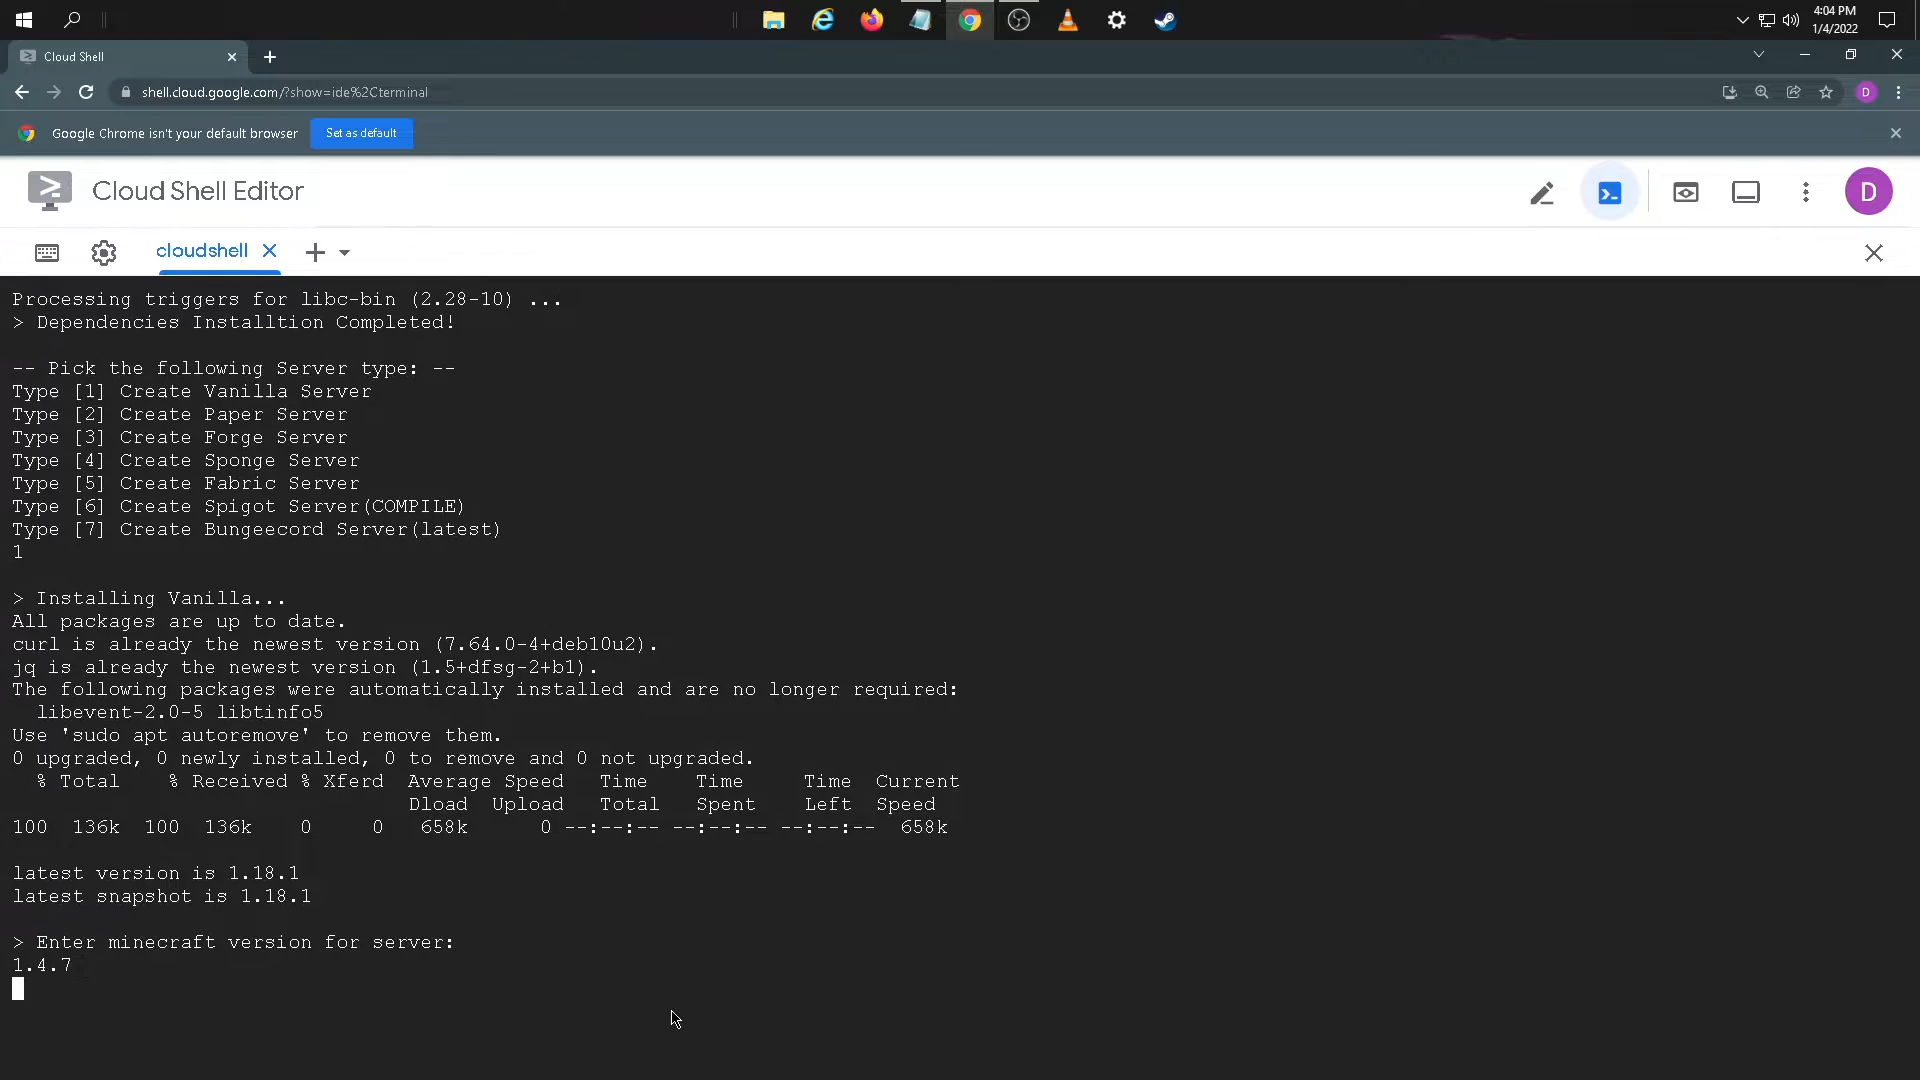 4:04 PM
1/4/2022
Cloud Shell
shell.cloud.google.com/?show=ide%2Cterminal
D
Google Chrome isn't your default browser
Set as default
Cloud Shell Editor
D
cloudshell
Processing triggers for libc-bin (2.28-10) ...
> Dependencies Installtion Completed!
-- Pick the following Server type: --
Type [1] Create Vanilla Server
Type [2] Create Paper Server
Type [3] Create Forge Server
Type [4] Create Sponge Server
Type [5] Create Fabric Server
Type [6] Create Spigot Server(COMPILE)
Type [7] Create Bungeecord Server(latest)
1
> Installing Vanilla...
All packages are up to date.
curl is already the newest version (7.64.0-4+deb10u2).
jq is already the newest version (1.5+dfsg-2+b1).
The following packages were automatically installed and are no longer required:
libevent-2.0-5 libtinfo5
Use 'sudo apt autoremove' to remove them.
0 upgraded, 0 newly installed, 0 to remove and 0 not upgraded.
% Total % Received % Xferd Average Speed Time Time Time Current
Dload Upload Total Spent Left Speed
100 136k 100 136k 0 0 658k 0 --:--:-- --:--:-- --:--:-- 658k
latest version is 1.18.1
latest snapshot is 1.18.1
> Enter minecraft version for server:
1.4.7